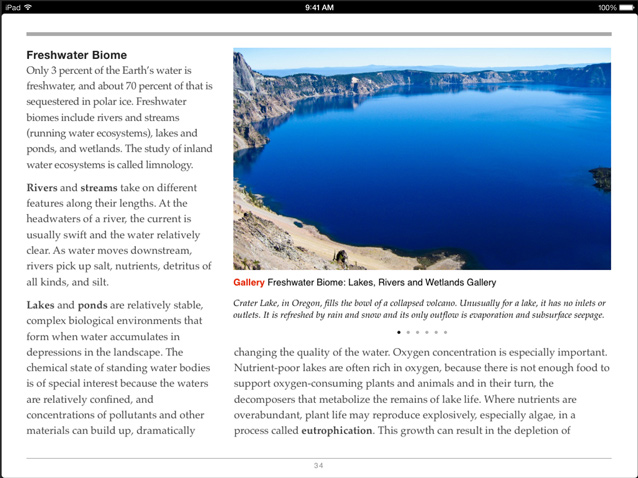 iPad
9:41 AM
100%
Freshwater Biome
Only 3 percent of the Earth's water is
freshwater, and about 70 percent of that is
sequestered in polar ice. Freshwater
biomes include rivers and streams
(running water ecosystems), lakes and
ponds, and wetlands. The study of inland
water ecosystems is called limnology.
Rivers and streams take on different
features along their lengths. At the
headwaters of a river, the current is
usually swift and the water relatively
clear. As water moves downstream,
rivers pick up salt, nutrients, detritus of
all kinds, and silt.
Lakes and ponds are relatively stable,
complex biological environments that
form when water accumulates in
depressions in the landscape. The
chemical state of standing water bodies
is of special interest because the waters
are relatively confined, and
concentrations of pollutants and other
materials can build up, dramatically
Gallery Freshwater Biome: Lakes, Rivers and Wetlands Gallery
Crater Lake, in Oregon, fills the bowl of a collapsed volcano. Unusually for a lake, it has no inlets or
outlets. It is refreshed by rain and snow and its only outflow is evaporation and subsurface seepage.
changing the quality of the water. Oxygen concentration is especially important.
Nutrient-poor lakes are often rich in oxygen, because there is not enough food to
support oxygen-consuming plants and animals and in their turn, the
decomposers that metabolize the remains of lake life. Where nutrients are
overabundant, plant life may reproduce explosively, especially algae, in a
process called eutrophication. This growth can result in the depletion of
34